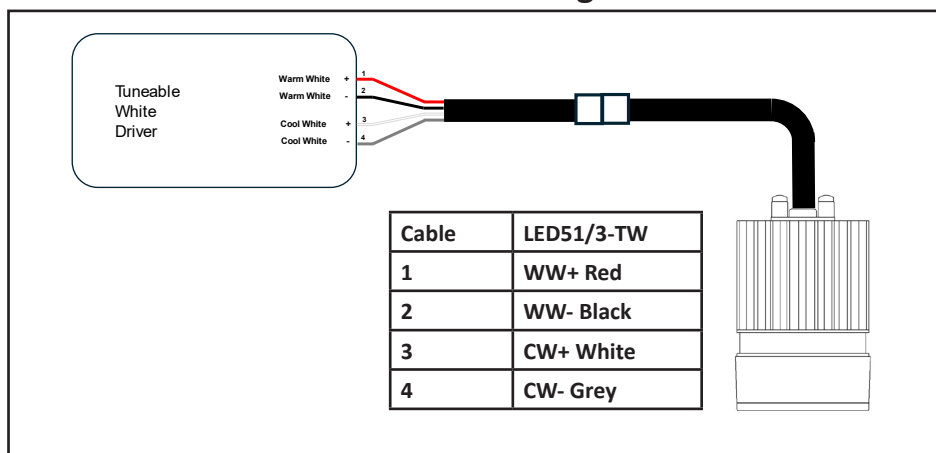 Tuneable
White
Driver
Warm White + 1
Warm White - 2
Cool White + 3
Cool White - 4
Cable LED51/3-TW
1 WW+ Red
2 WW- Black
3 CW+ White
4 CW- Grey